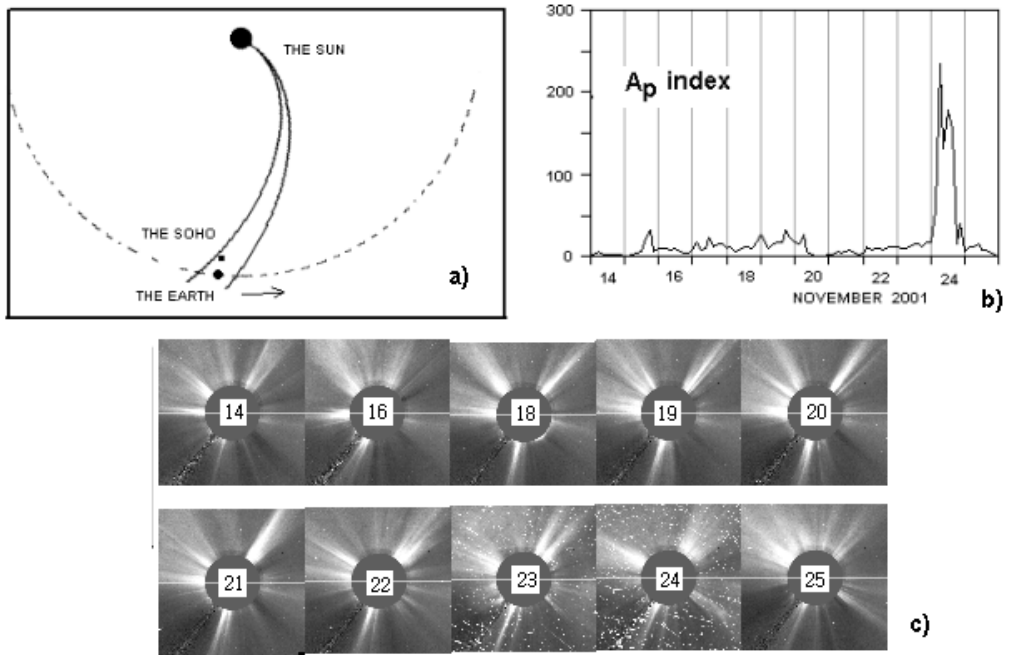 THE SUN
THE SOHO
THE EARTH
a)
300
200
100
0
Ap index
14 16 18 20 22 24
NOVEMBER 2001
b)
14 16 18 19 20
21 22 23 24 25
c)